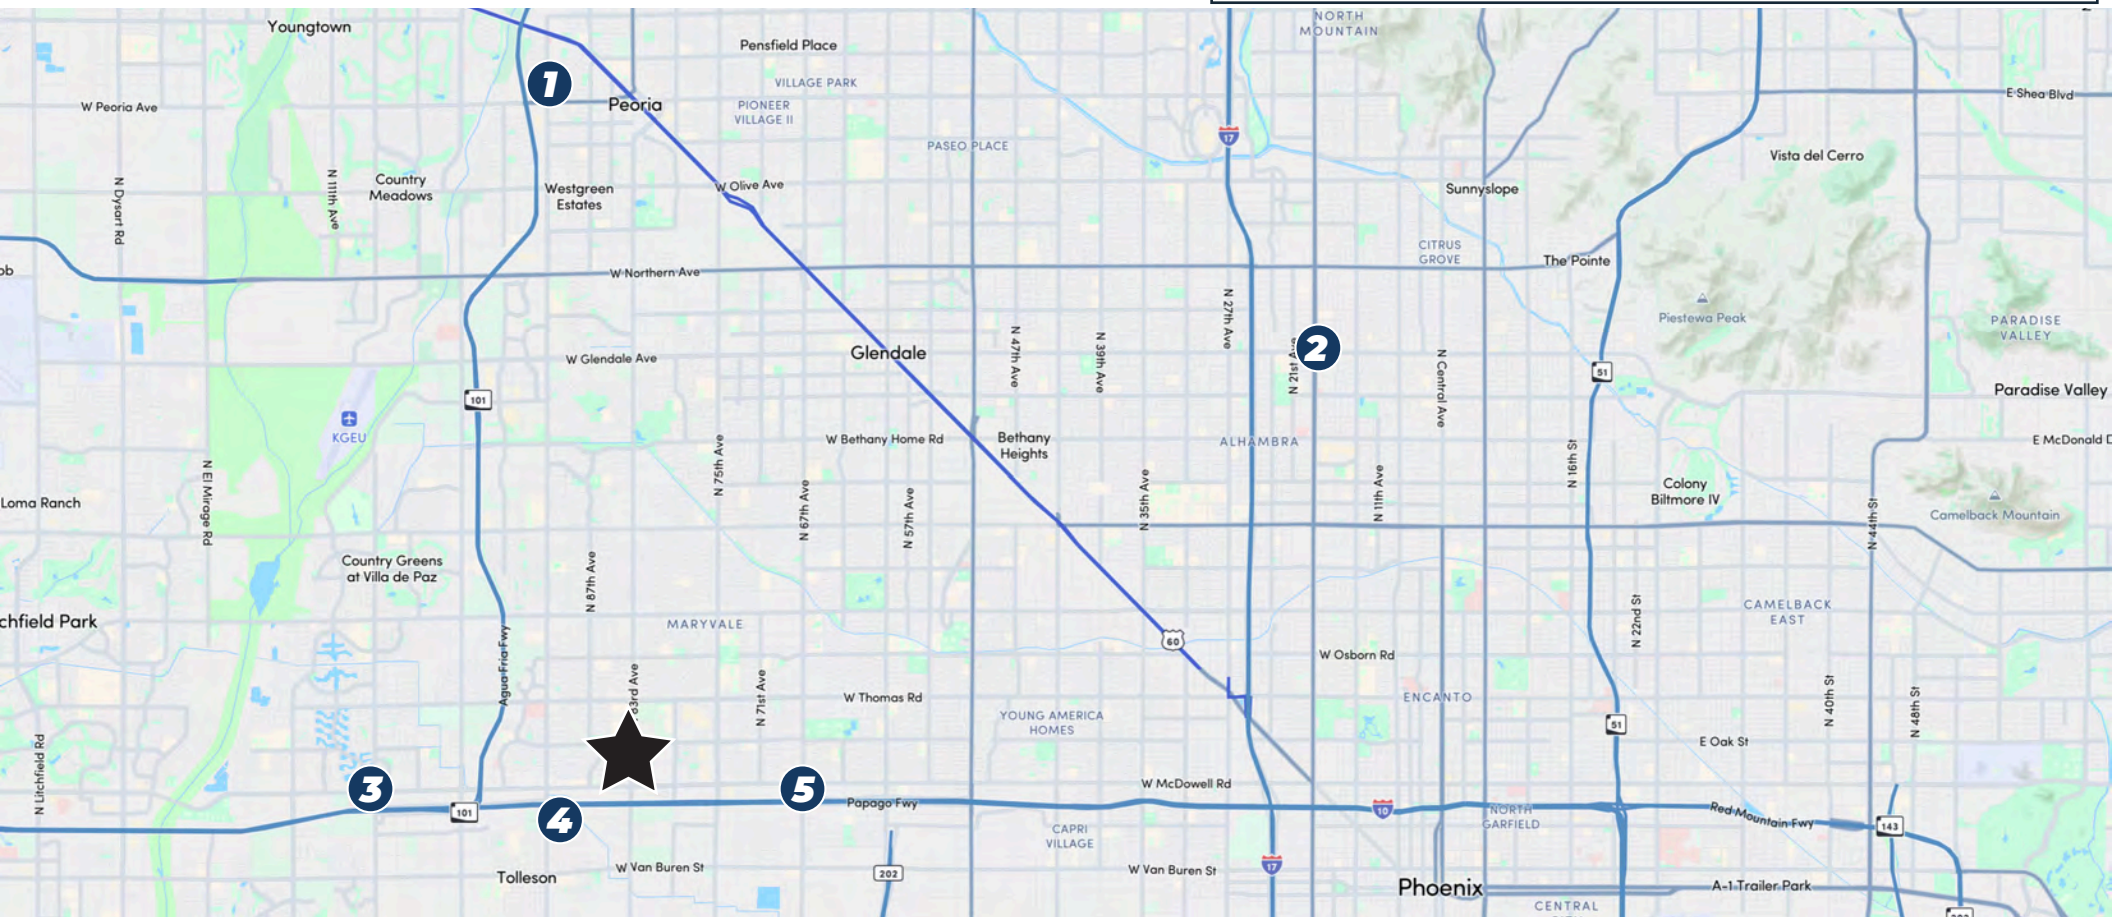 NORTH
MOUNTAIN
Youngtown
Pensfield Place
VILLAGE PARK
1
Peoria
PIONEER
VILLAGE II
W Peoria Ave
E Shea Blvd
17
PASEO PLACE
Vista del Cerro
N Dysart Rd
N 111th Ave
Country
Meadows
Westgreen
Estates
W Olive Ave
Sunnyslope
CITRUS
GROVE
The Pointe
W Northern Ave
N 27th Ave
Piestewa Peak
PARADISE
VALLEY
W Glendale Ave
Glendale
N 47th Ave
N 39th Ave
N 21st Ave
2
N Central Ave
51
Paradise Valley
101
KGEU
W Bethany Home Rd
Bethany
Heights
ALHAMBRA
E McDonald D
N El Mirage Rd
N 75th Ave
N 67th Ave
N 57th Ave
N 35th Ave
N 11th Ave
N 16th St
Colony
Biltmore IV
Loma Ranch
N 44th St
Camelback Mountain
Country Greens
at Villa de Paz
N 87th Ave
chfield Park
MARYVALE
60
N 22nd St
CAMELBACK
EAST
Agua Fria Fwy
W Osborn Rd
83rd Ave
N 71st Ave
W Thomas Rd
YOUNG AMERICA
HOMES
ENCANTO
N 40th St
N 48th St
51
E Oak St
N Litchfield Rd
3
101
4
5
Papago Fwy
W McDowell Rd
10
NORTH
GARFIELD
Red Mountain Fwy
143
CAPRI
VILLAGE
Tolleson
W Van Buren St
202
W Van Buren St
17
Phoenix
A-1 Trailer Park
CENTRAL